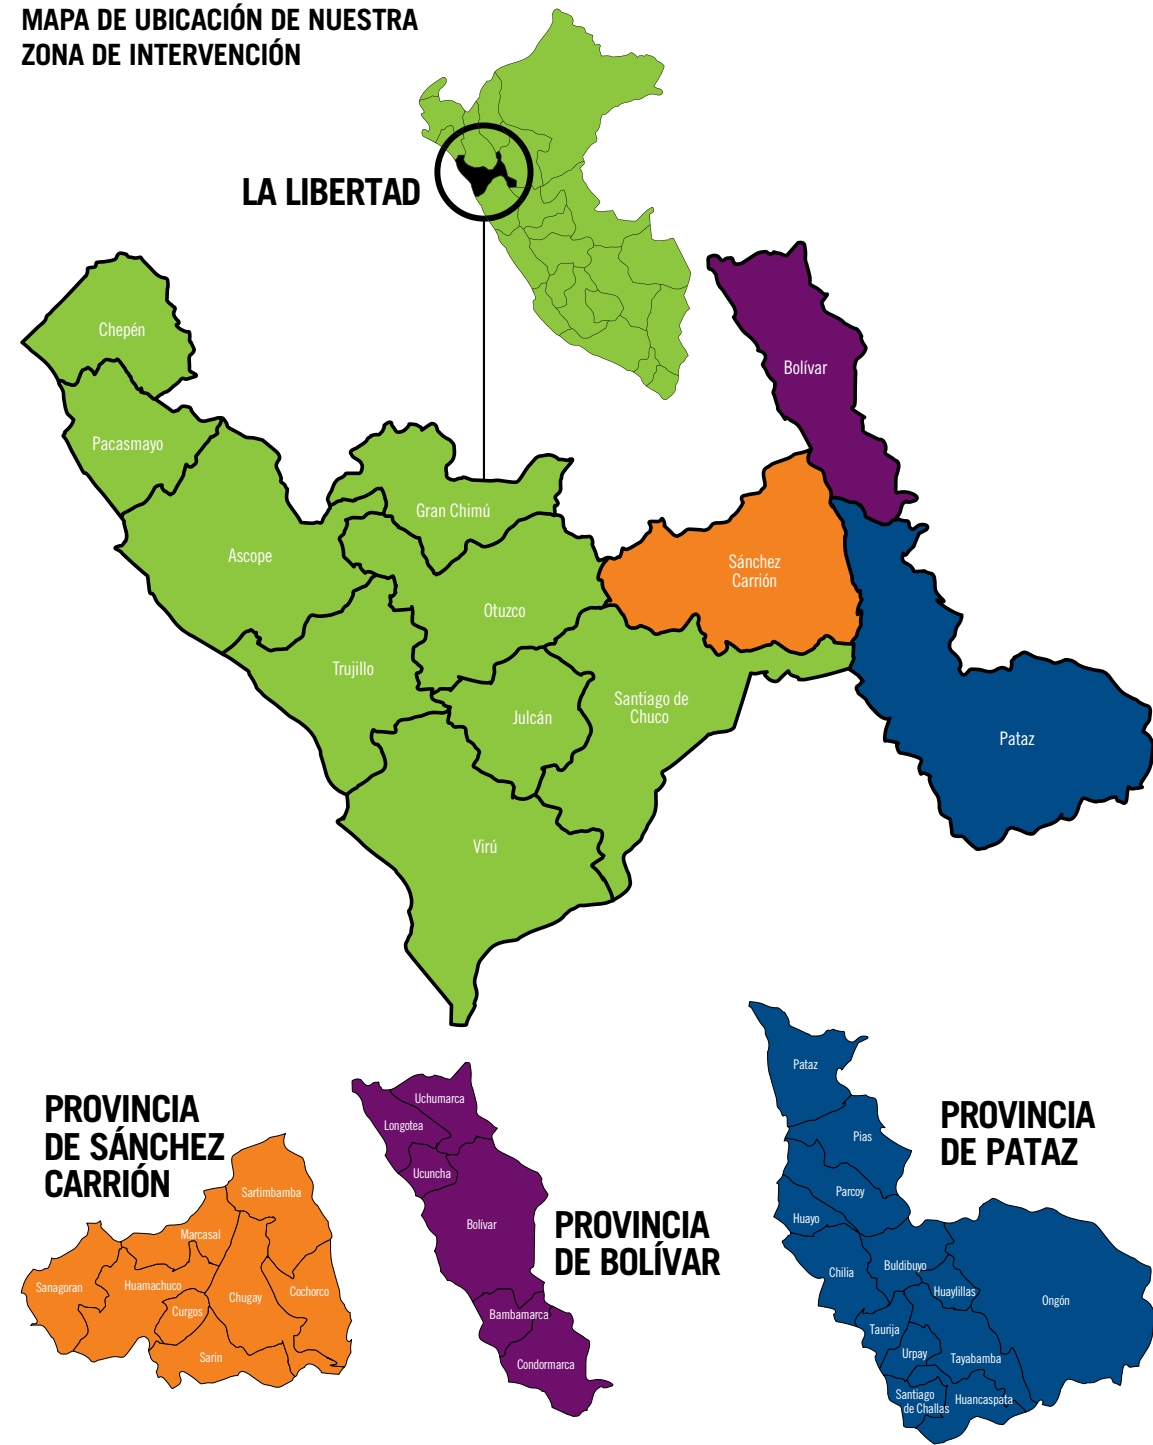 MAPA DE UBICACIÓN DE NUESTRA
ZONA DE INTERVENCIÓN
LA LIBERTAD
Chepén
Pacasmayo
Ascope
Gran Chimú
Otuzco
Trujillo
Julcán
Santiago de
Chuco
Virú
Sánchez
Carrión
Bolívar
Pataz
PROVINCIA
DE SÁNCHEZ
CARRIÓN
Sartimbamba
Marcasal
Sanagoran
Huamachuco
Curgos
Chugay
Cochorco
Sarin
PROVINCIA
DE BOLÍVAR
Uchumarca
Longotea
Ucuncha
Bolívar
Bambamarca
Condormarca
PROVINCIA
DE PATAZ
Pataz
Pias
Parcoy
Huayo
Chilia
Buldibuyo
Huaylillas
Ongón
Taurija
Urpay
Tayabamba
Santiago
de Challas
Huancaspata